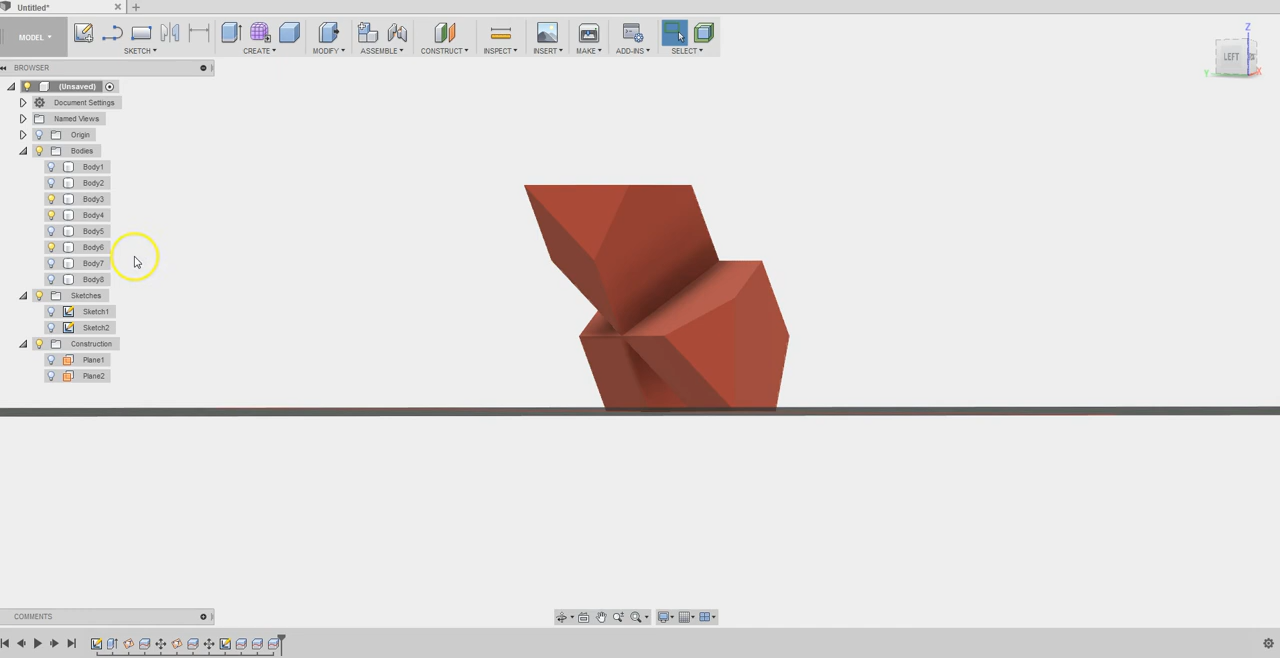 Untitled*
MODEL
SKETCH
CREATE
MODIFY
ASSEMBLE
CONSTRUCT
INSPECT
INSERT
MAKE
ADD-INS
SELECT
Z
LEFT
Y
X
BROWSER
(Unsaved)
Document Settings
Named Views
Origin
Bodies
Body1
Body2
Body3
Body4
Body5
Body6
Body7
Body8
Sketches
Sketch1
Sketch2
Construction
Plane1
Plane2
COMMENTS